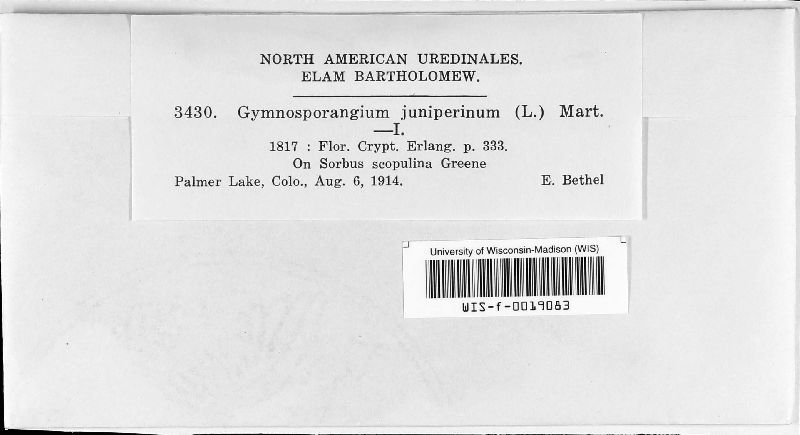 NORTH AMERICAN UREDINALES.
ELAM BARTHOLOMEW.
3430. Gymnosporangium juniperinum (L.) Mart.
—I.
1817 : Flor. Crypt. Erlang. p. 333.
On Sorbus scopulina Greene
Palmer Lake, Colo., Aug. 6, 1914. E. Bethel
University of Wisconsin-Madison (WIS)
WIS-f-0019083